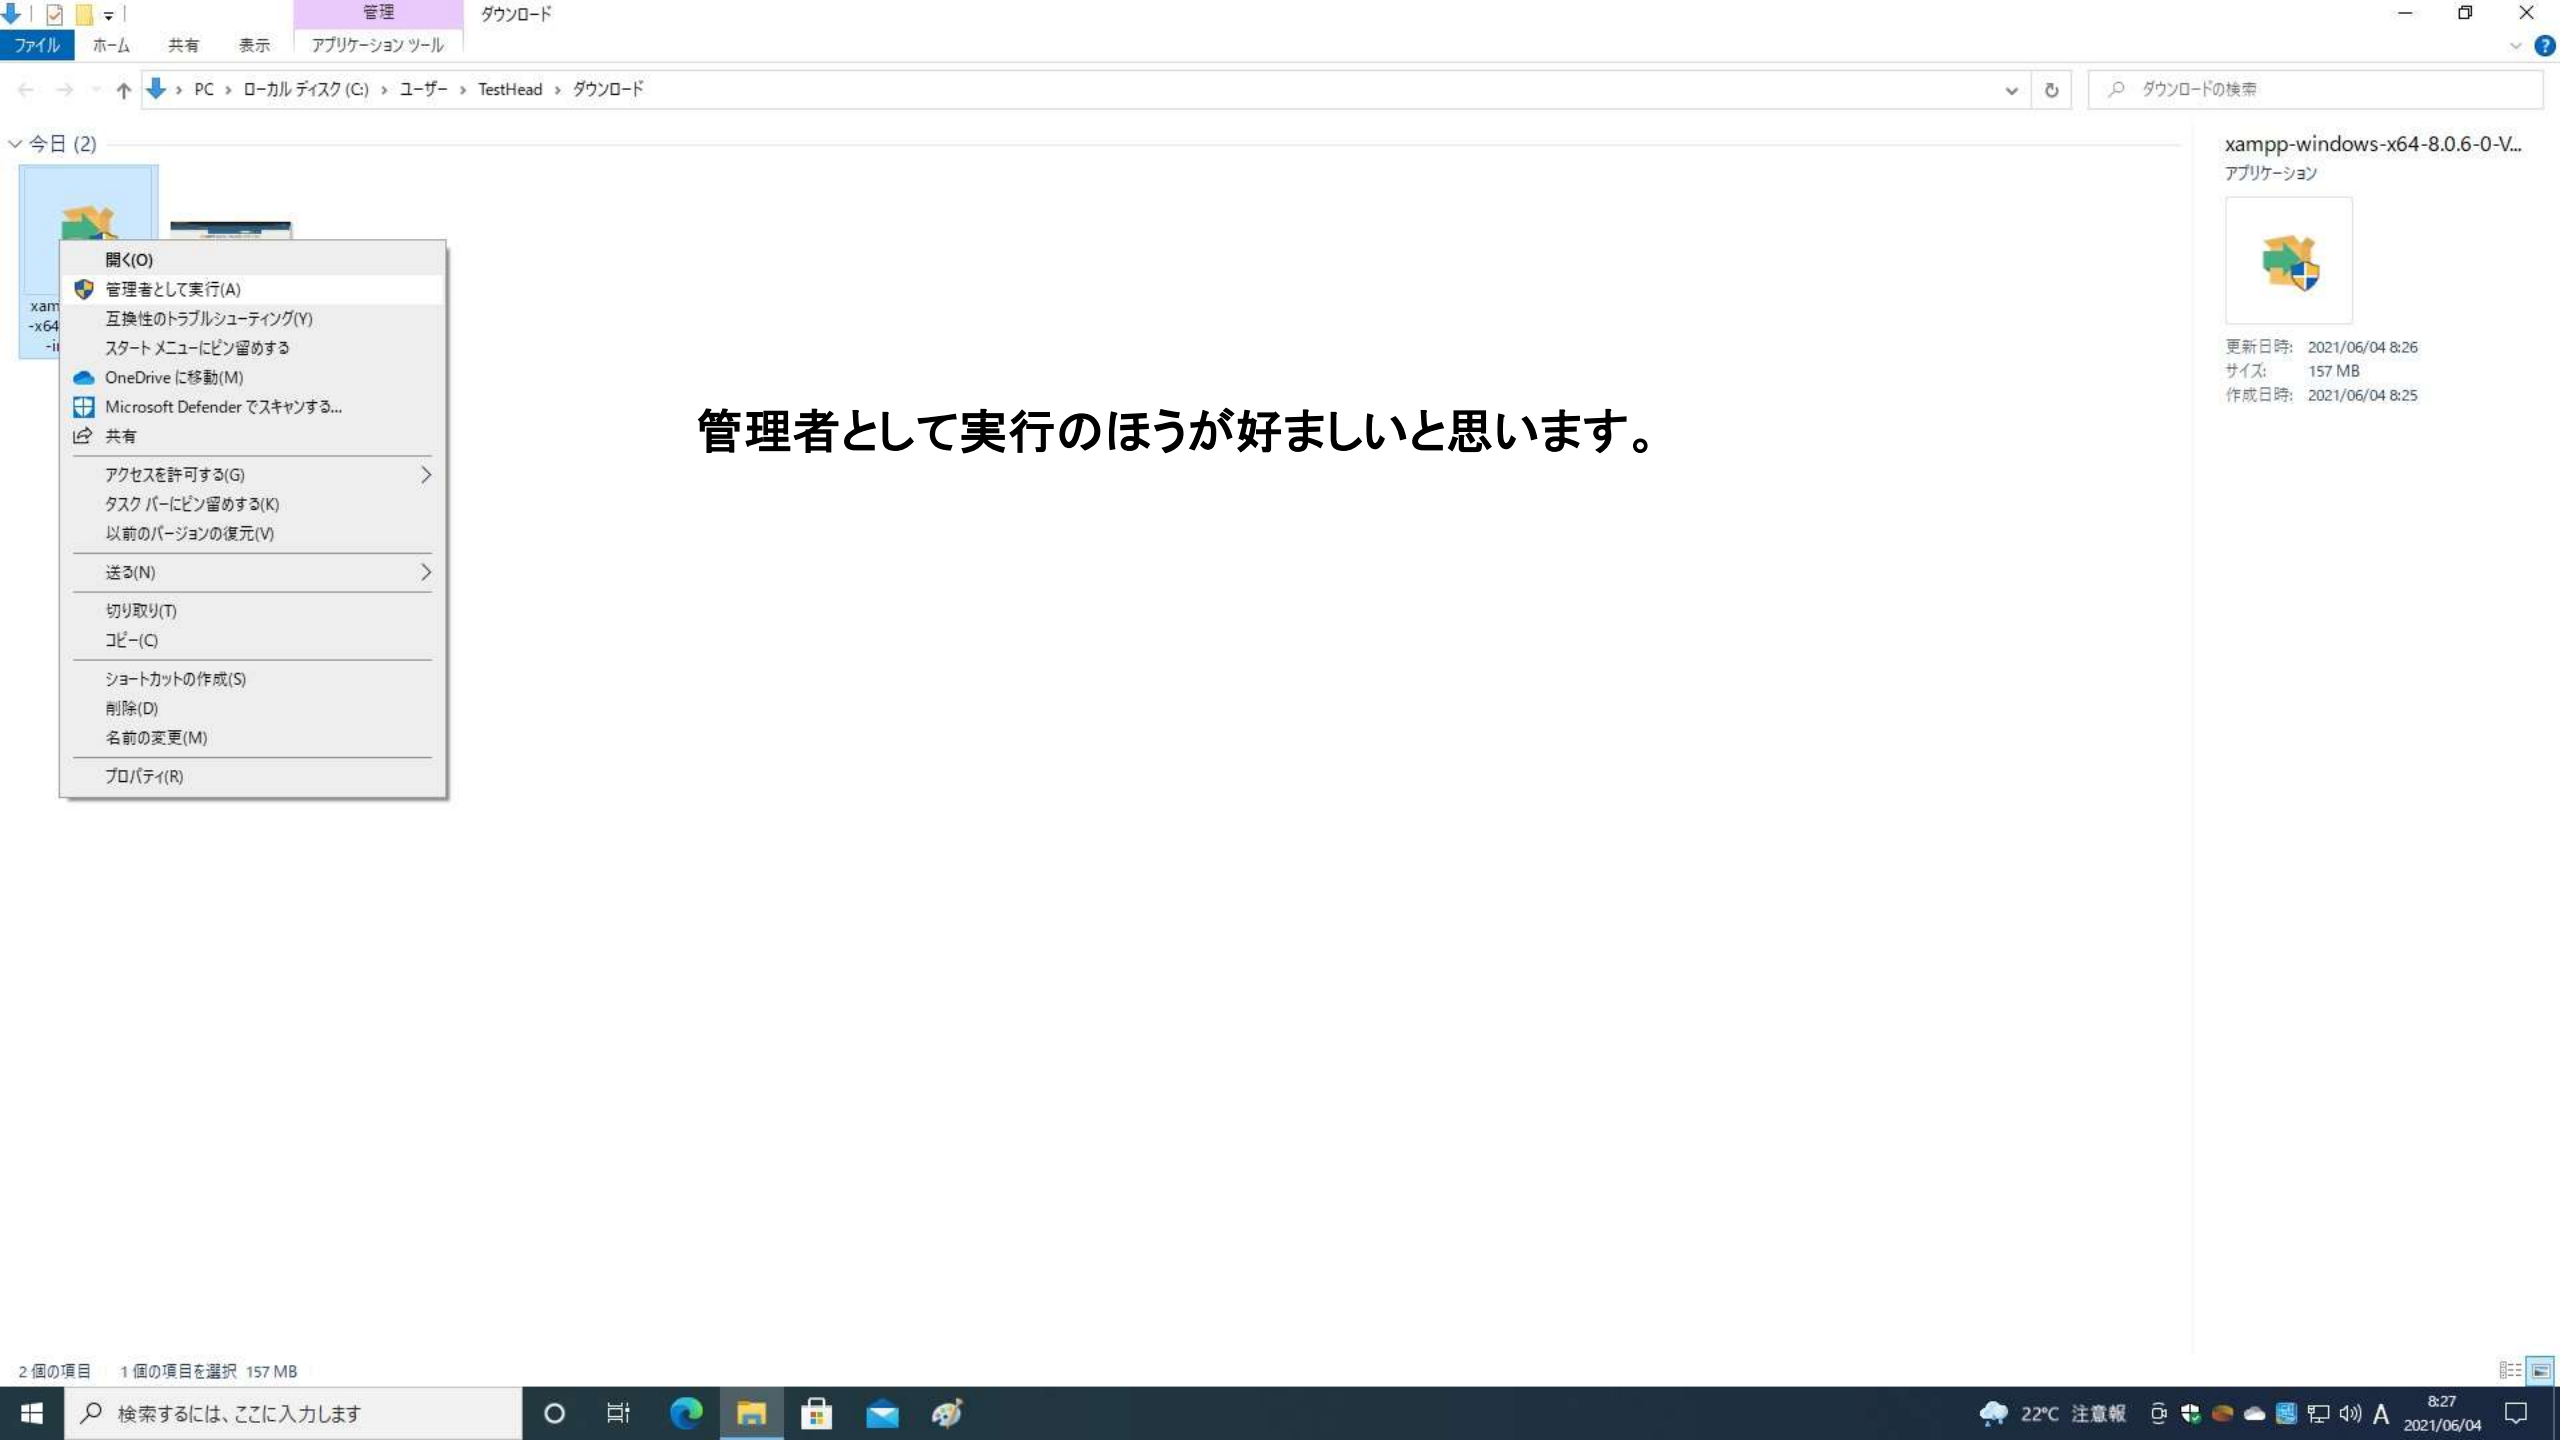 管理
ダウンロード
ファイル
ホーム
共有
表示
アプリケーション ツール
PC › ローカル ディスク (C:) › ユーザー › TestHead › ダウンロード
ダウンロードの検索
今日 (2)
xam
-x64
開く(O)
管理者として実行(A)
互換性のトラブルシューティング(Y)
スタート メニューにピン留めする
OneDrive に移動(M)
Microsoft Defender でスキャンする...
共有
アクセスを許可する(G)
タスク バーにピン留めする(K)
以前のバージョンの復元(V)
送る(N)
切り取り(T)
コピー(C)
ショートカットの作成(S)
削除(D)
名前の変更(M)
プロパティ(R)
管理者として実行のほうが好ましいと思います。
xampp-windows-x64-8.0.6-0-V...
アプリケーション
更新日時: 2021/06/04 8:26
サイズ: 157 MB
作成日時: 2021/06/04 8:25
2 個の項目
1 個の項目を選択 157 MB
検索するには、ここに入力します
22°C 注意報
A
8:27
2021/06/04